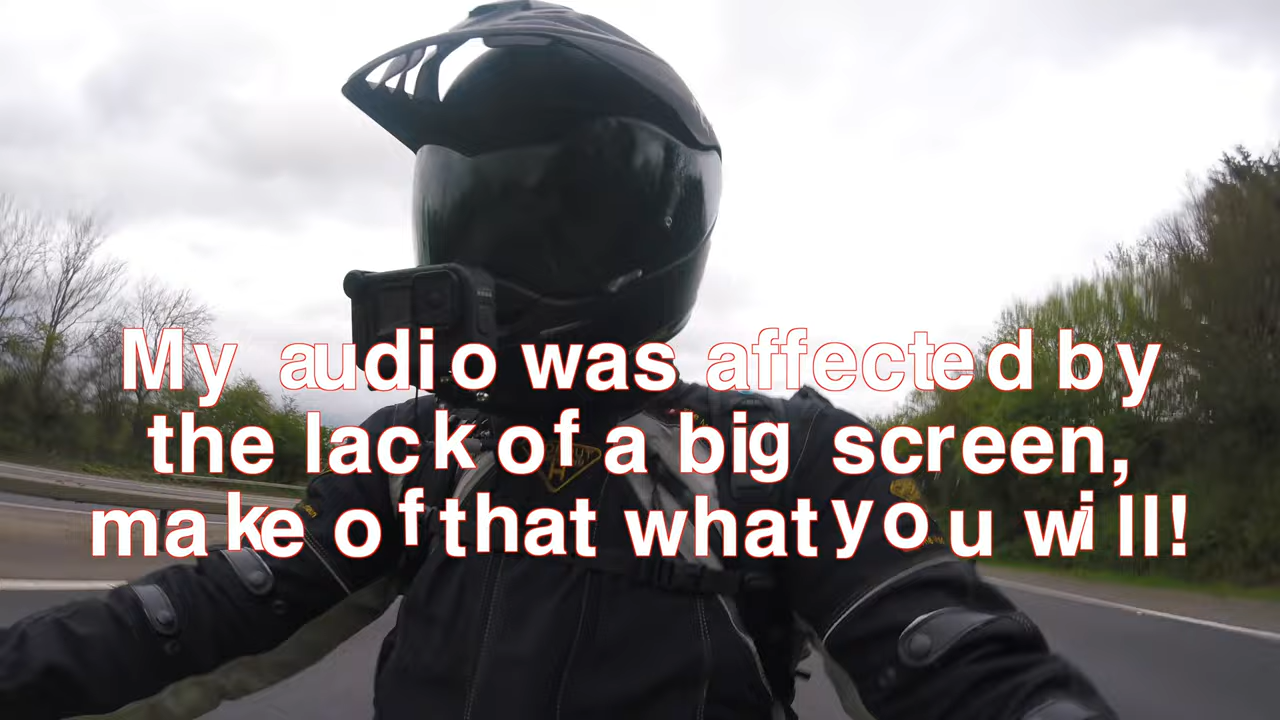 My audio was affected by
the lack of a big screen,
make of that what you will!